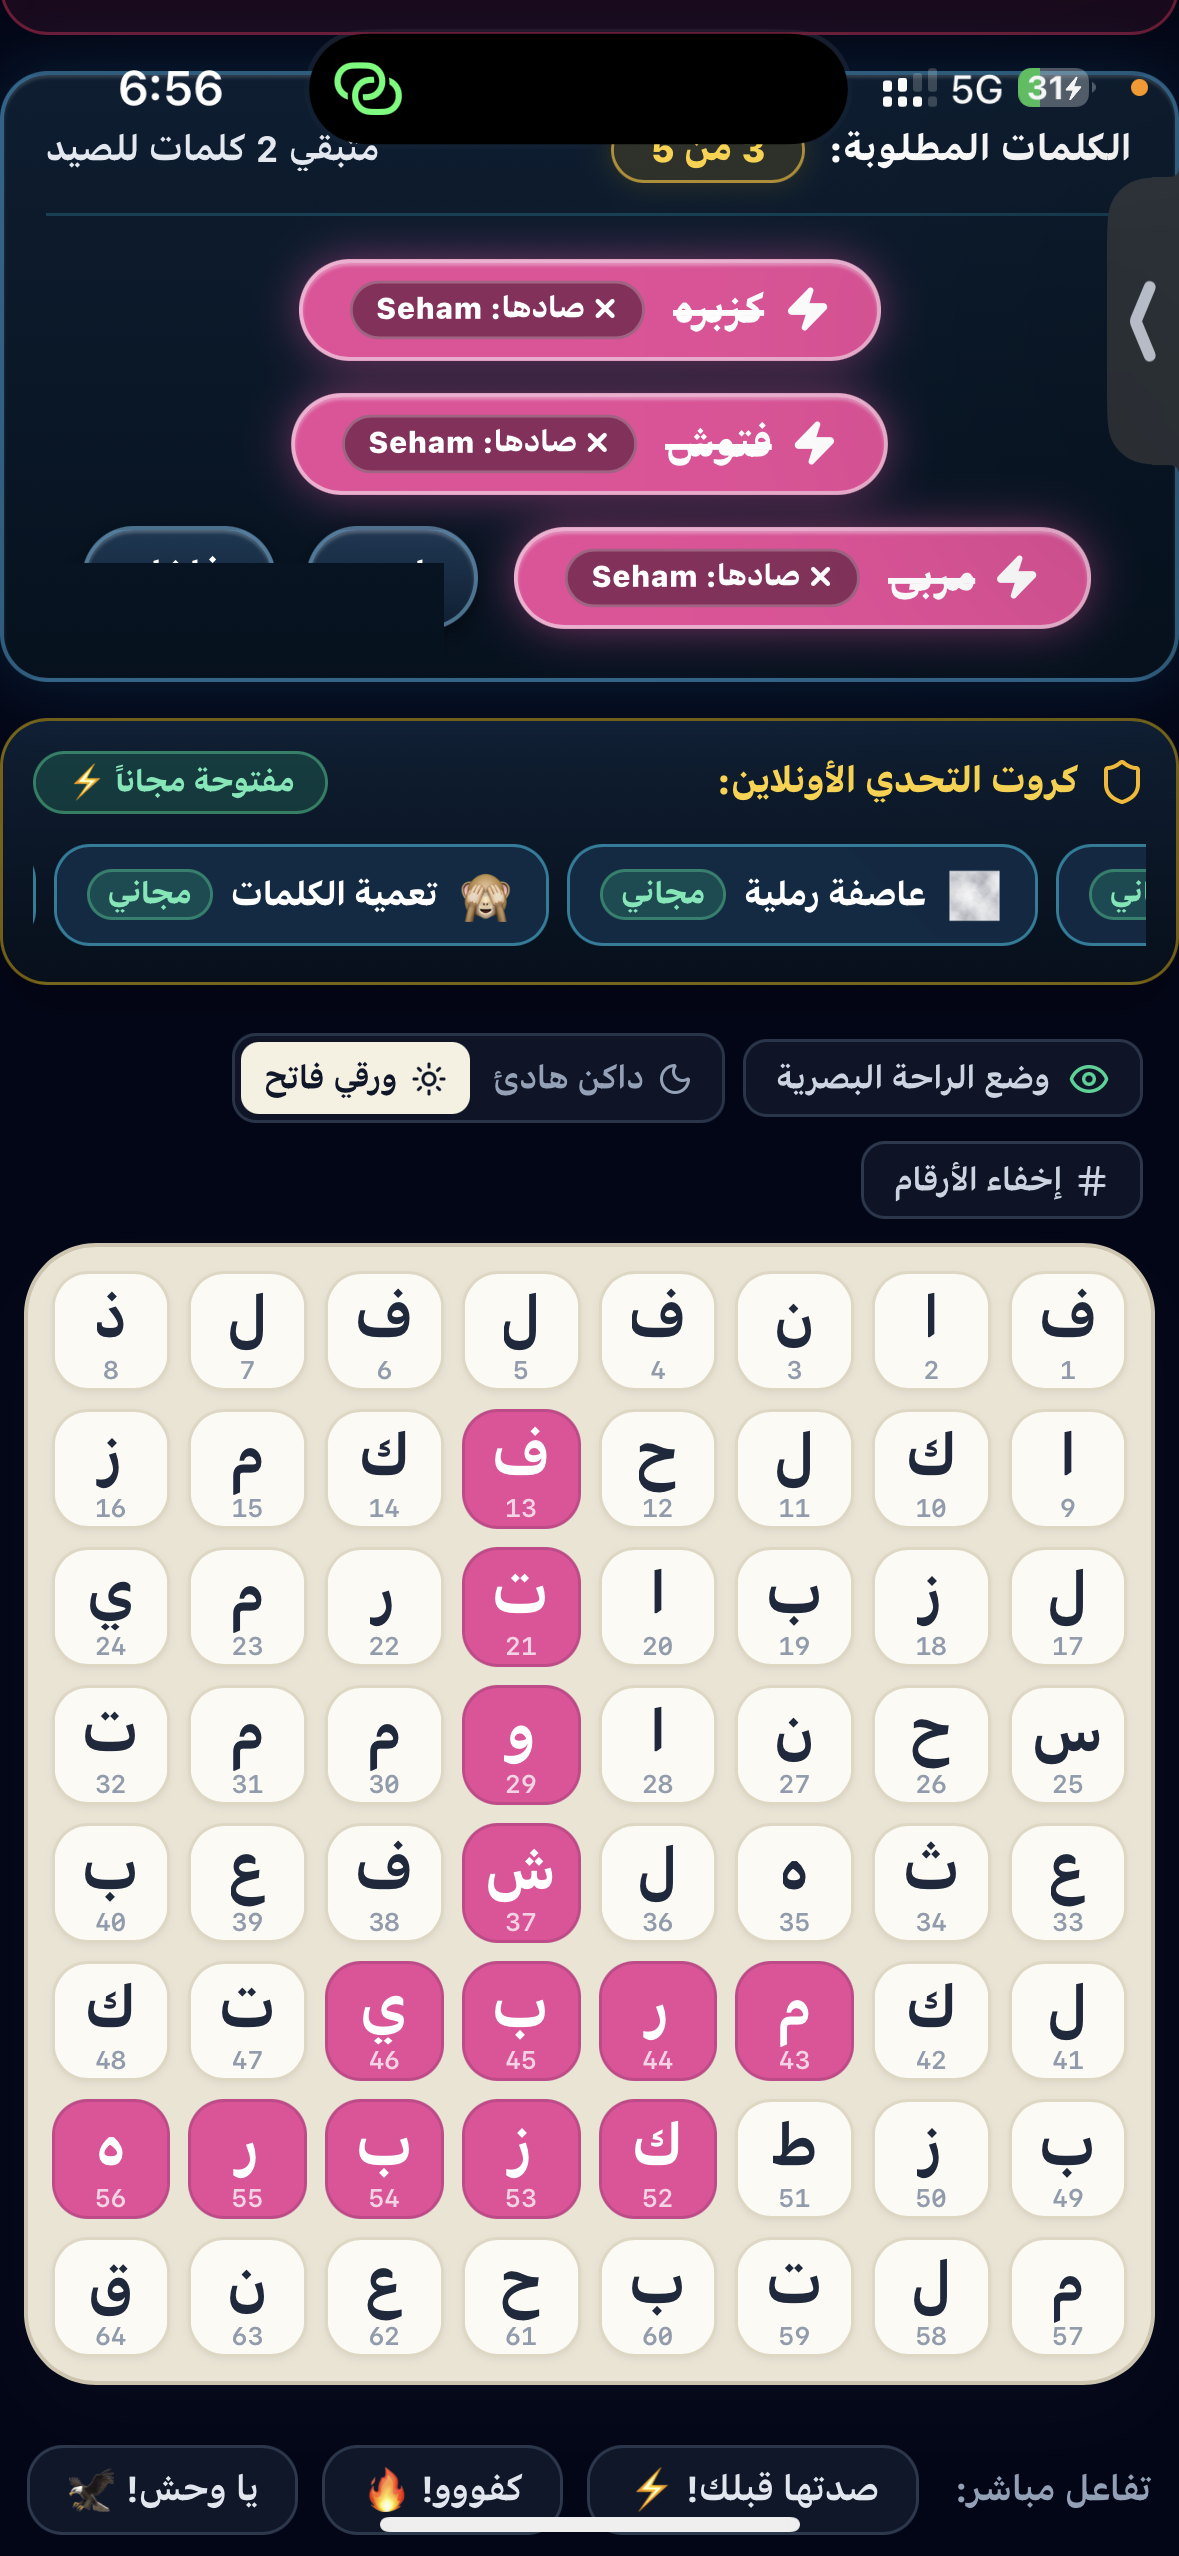 6:56
5G
31
الكلمات المطلوبة: 3 من 5 متبقي 2 كلمات للصيد
كزبره × صادها: Seham
فتوش × صادها: Seham
مربى × صادها: Seham
كروت التحدي الأونلاين: مفتوحة مجاناً ⚡
عاصفة رملية مجاني 🙈 تعمية الكلمات مجاني
وضع الراحة البصرية داكن هادئ ورقي فاتح
# إخفاء الأرقام
ف ا ن ف ل ف ل ذ
1 2 3 4 5 6 7 8
ا ك ل ح ف ك م ز
9 10 11 12 13 14 15 16
ل ز ب ا ت ر م ي
17 18 19 20 21 22 23 24
س ح ن ا و م م ت
25 26 27 28 29 30 31 32
ع ث ه ل ش ف ع ب
33 34 35 36 37 38 39 40
ل ك م ر ب ي ت ك
41 42 43 44 45 46 47 48
ب ز ط ك ز ب ر ه
49 50 51 52 53 54 55 56
م ل ت ب ح ع ن ق
57 58 59 60 61 62 63 64
تفاعل مباشر: صدتها قبلك! ⚡ كفووو! 🔥 يا وحش! 🦅